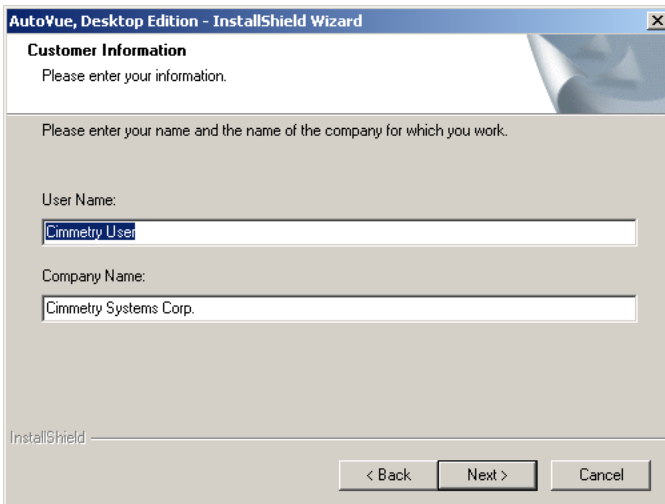 AutoVue, Desktop Edition - InstallShield Wizard
Customer Information
Please enter your information.
Please enter your name and the name of the company for which you work.
User Name:
Cimmetry User
Company Name:
Cimmetry Systems Corp.
InstallShield
< Back Next > Cancel